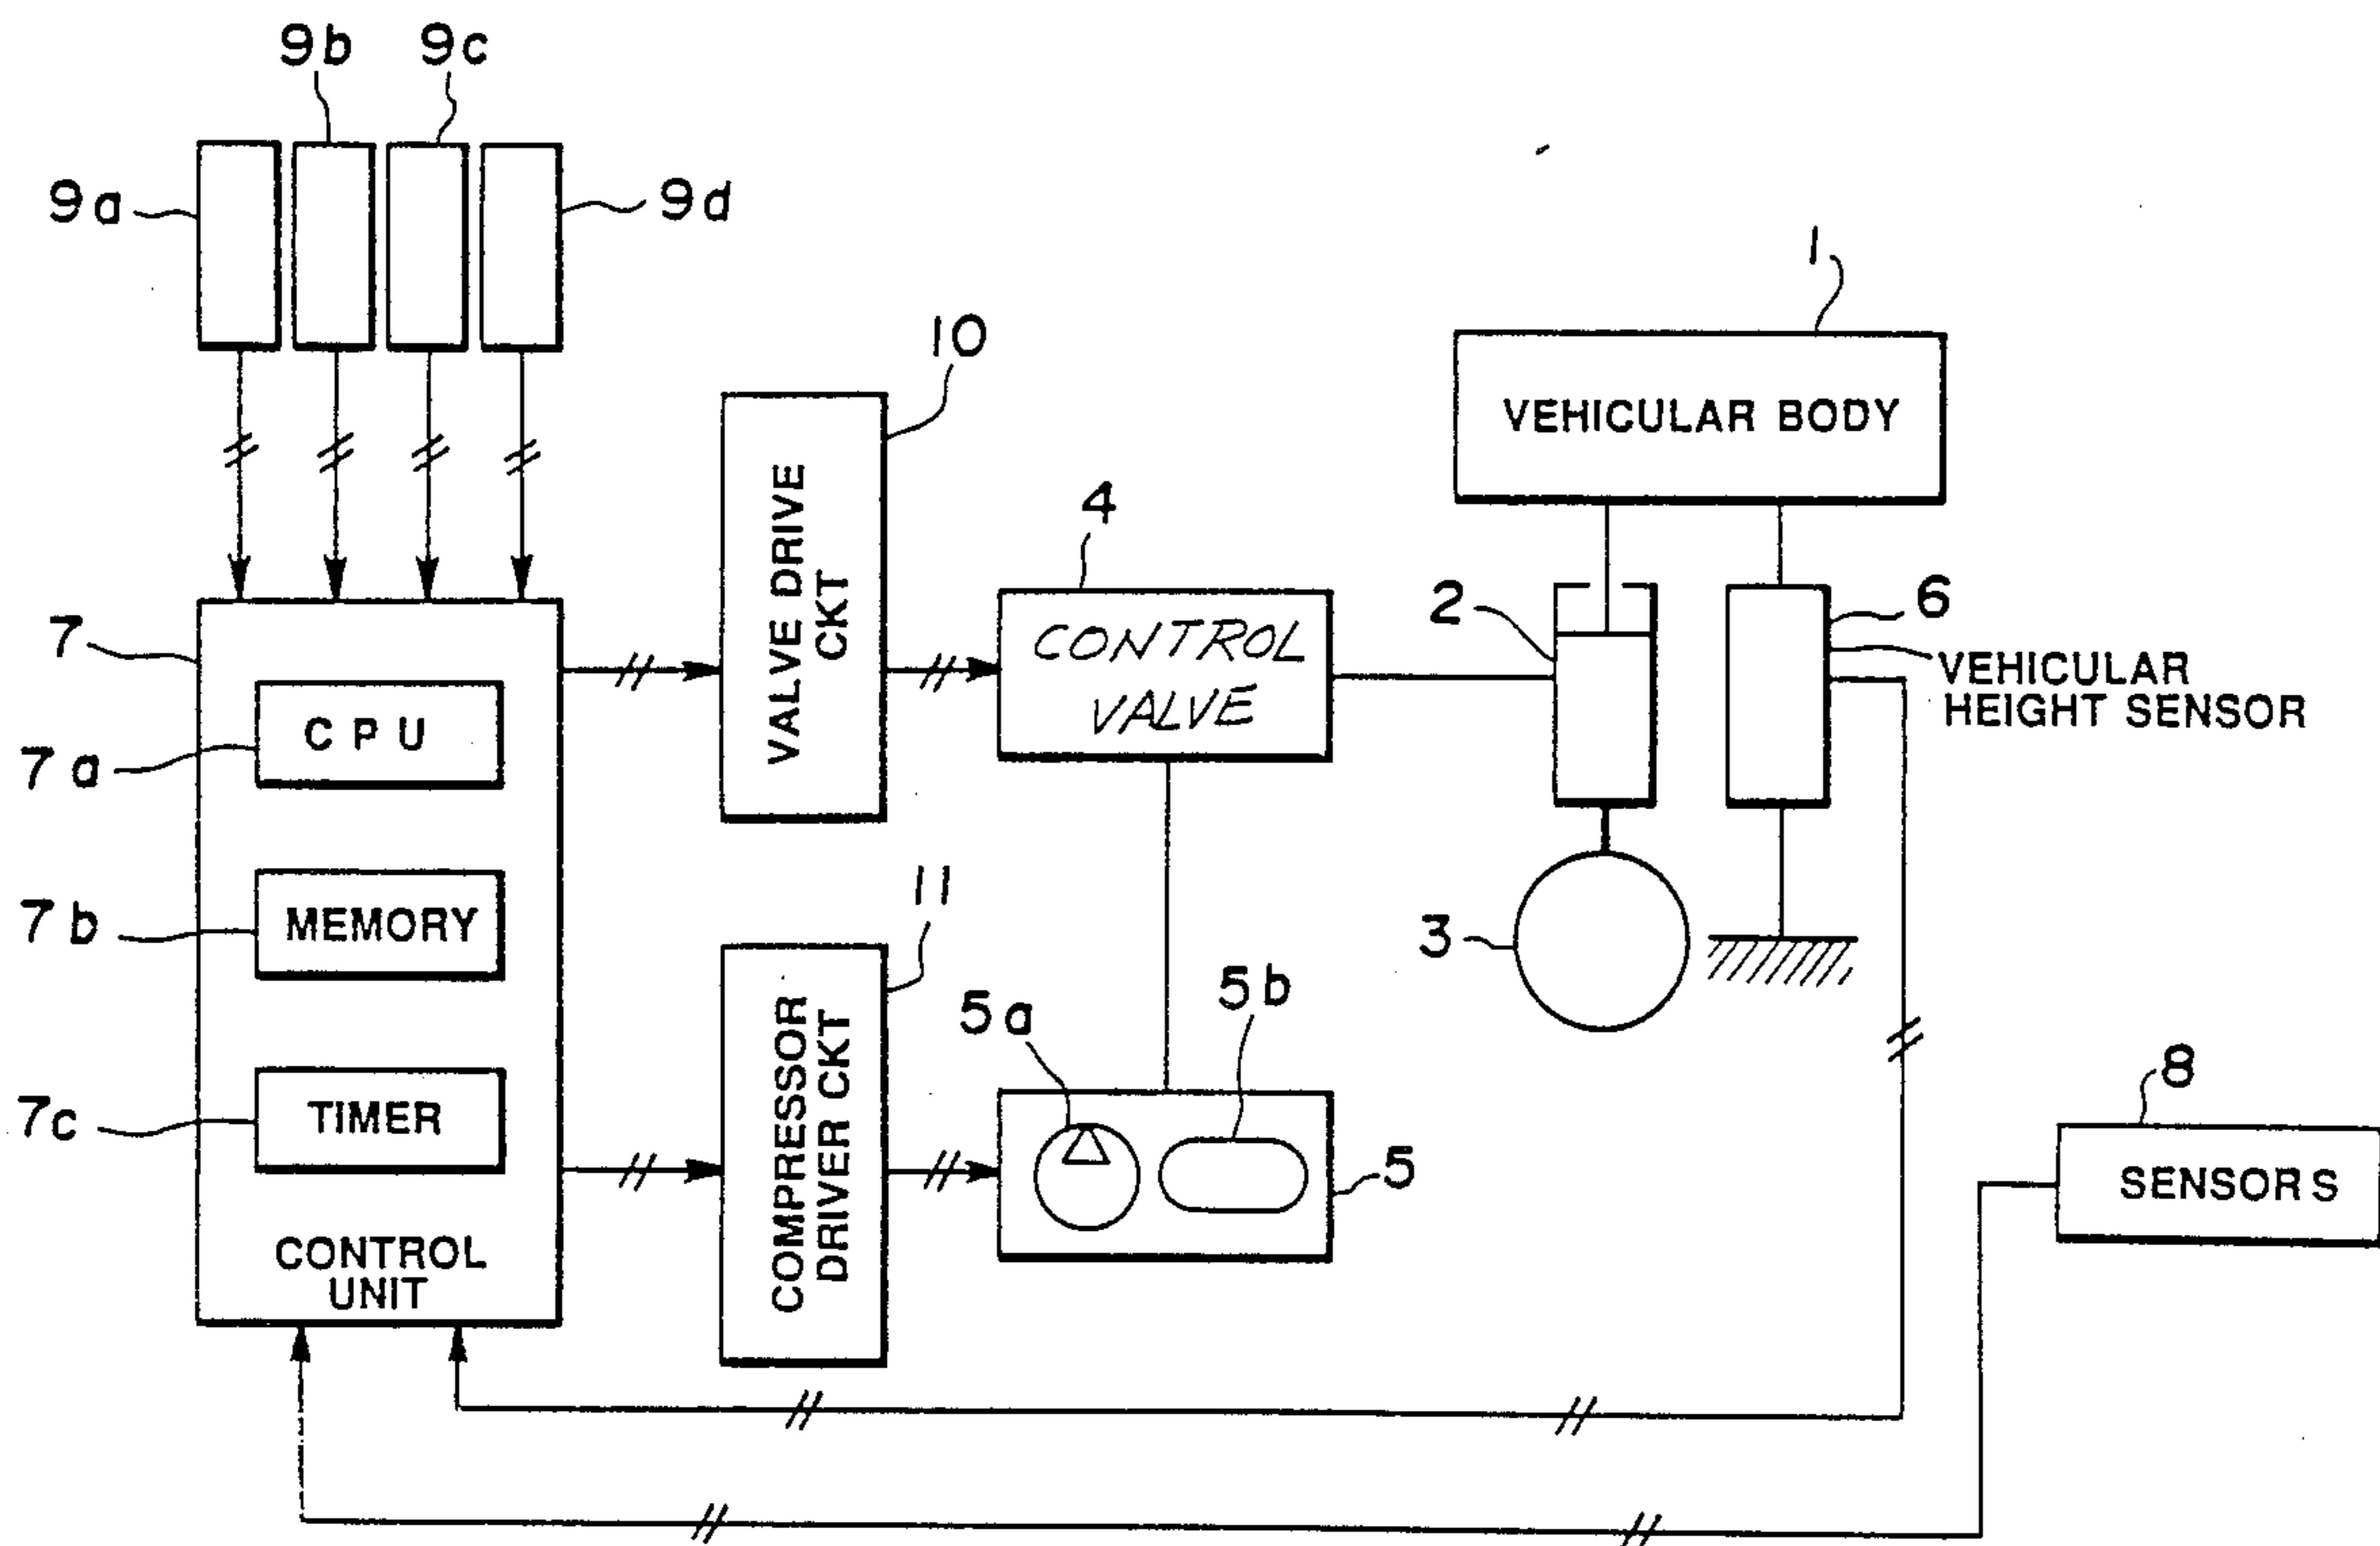 9b
9c
9a
9d
10
1
VEHICULAR BODY
VALVE DRIVE
CKT
4
CONTROL
VALVE
2
6
VEHICULAR
HEIGHT SENSOR
7
CPU
7a
MEMORY
7b
TIMER
7c
CONTROL
UNIT
11
COMPRESSOR
DRIVER CKT
3
5a
5b
5
8
SENSORS